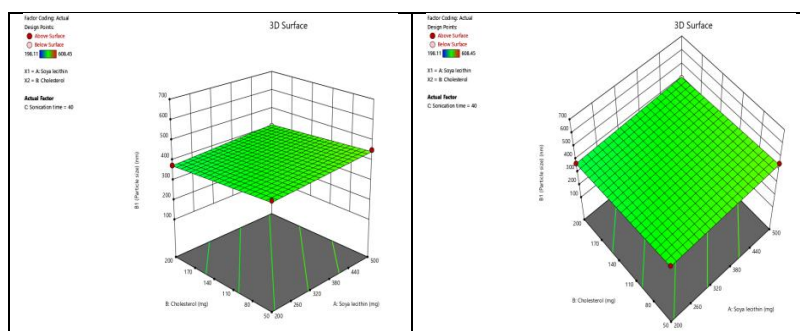 Factor Coding: Actual
3D Surface
Design Points:
Above Surface
Below Surface
198.11 608.45
X1 = A: Soya lecithin
X2 = B: Cholesterol
Actual Factor
C: Sonication time = 40
700
600
500
400
300
200
100
B1 (Particle size) (nm)
200
170
140
110
80
50
B: Cholesterol (mg)
200
260
320
380
440
500
A: Soya lecithin (mg)
Factor Coding: Actual
3D Surface
Design Points:
Above Surface
Below Surface
198.11 608.45
X1 = A: Soya lecithin
X2 = B: Cholesterol
Actual Factor
C: Sonication time = 40
700
600
500
400
300
200
100
B1 (Particle size) (nm)
200
170
140
110
80
50
B: Cholesterol (mg)
200
260
320
380
440
500
A: Soya lecithin (mg)